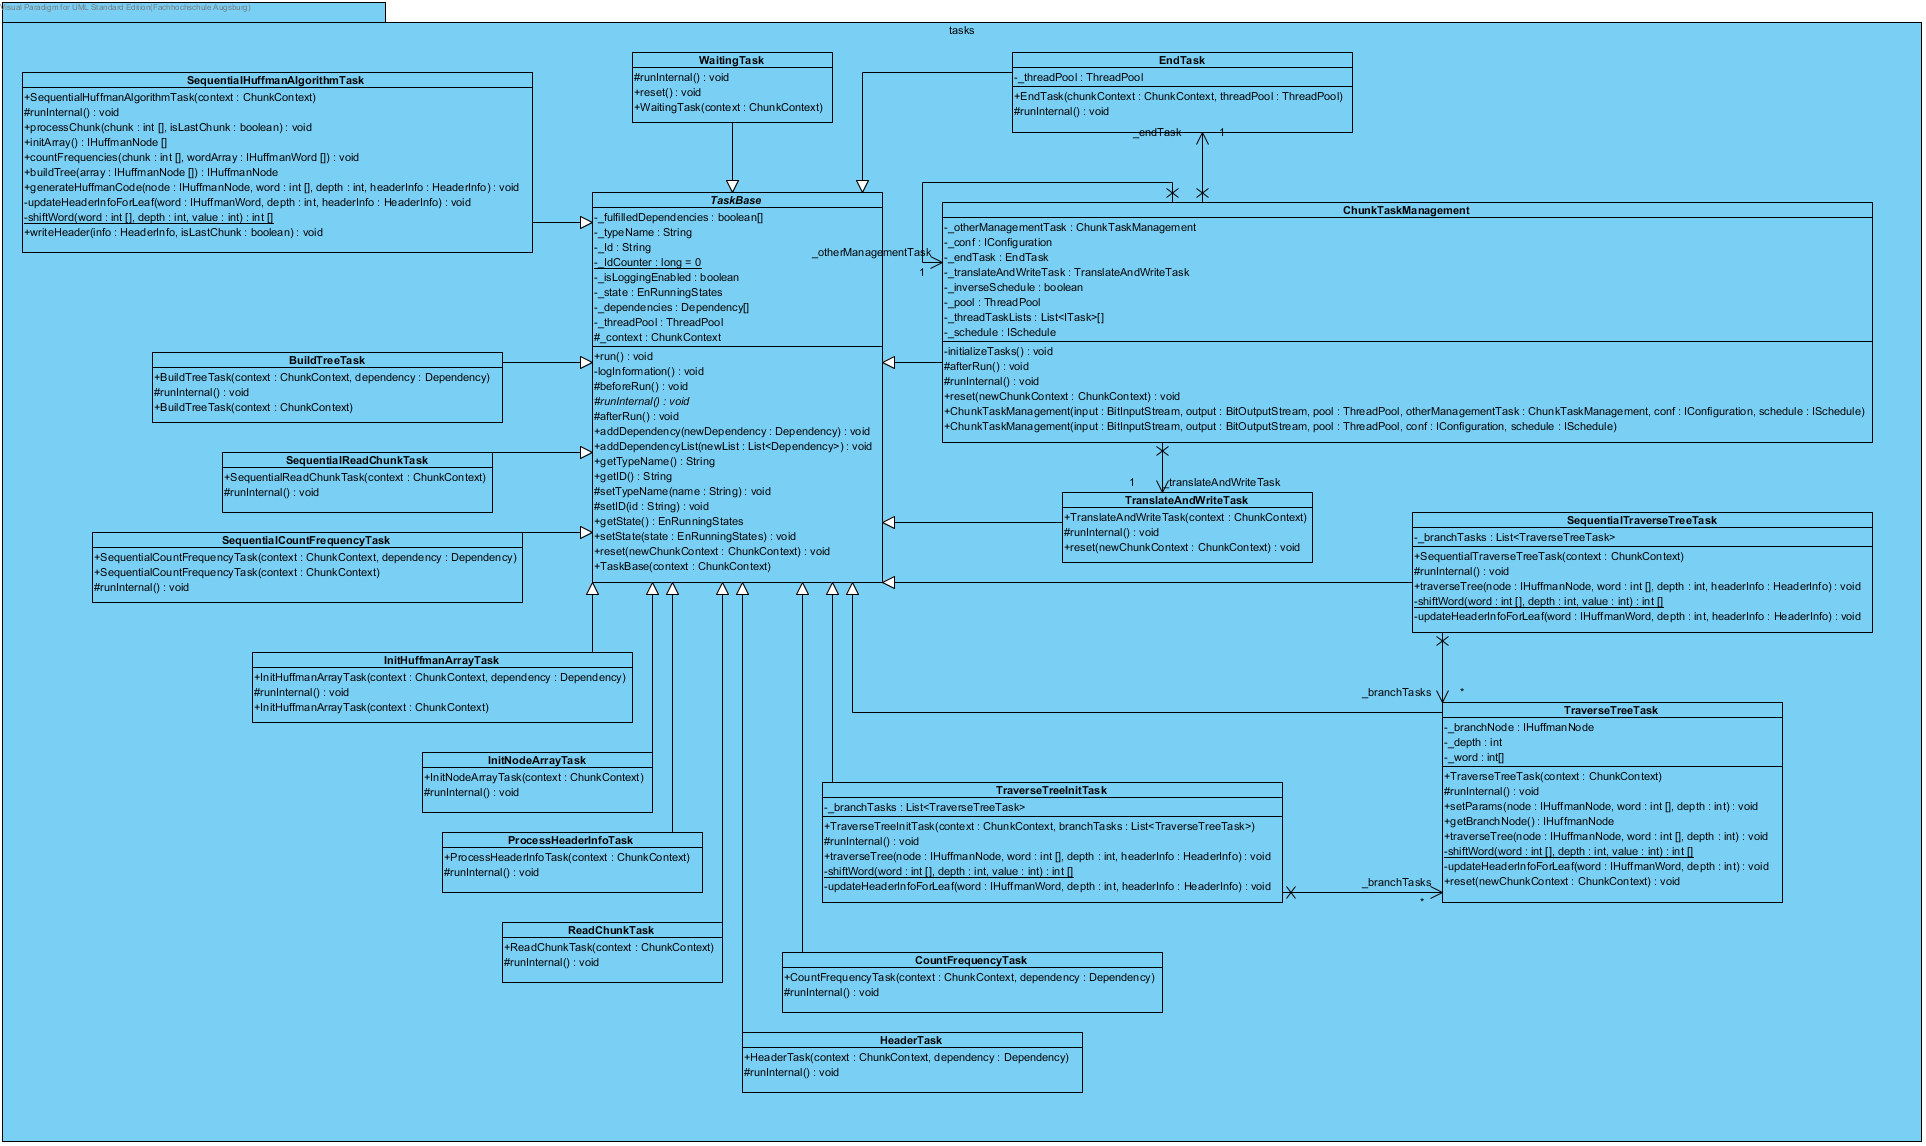 Visual Paradigm for UML Standard Edition(Fachhochschule Augsburg)
tasks
SequentialHuffmanAlgorithmTask
+SequentialHuffmanAlgorithmTask(context : ChunkContext)
#runInternal() : void
+processChunk(chunk : int [], isLastChunk : boolean) : void
+initArray() : IHuffmanNode []
+countFrequencies(chunk : int [], wordArray : IHuffmanWord []) : void
+buildTree(array : IHuffmanNode []) : IHuffmanNode
+generateHuffmanCode(node : IHuffmanNode, word : int [], depth : int, headerInfo : HeaderInfo) : void
-updateHeaderInfoForLeaf(word : IHuffmanWord, depth : int, headerInfo : HeaderInfo) : void
-shiftWord(word : int [], depth : int, value : int) : int []
+writeHeader(info : HeaderInfo, isLastChunk : boolean) : void
WaitingTask
#runInternal() : void
+reset() : void
+WaitingTask(context : ChunkContext)
EndTask
-_threadPool : ThreadPool
+EndTask(chunkContext : ChunkContext, threadPool : ThreadPool)
#runInternal() : void
_endTask
1
TaskBase
-_fulfilledDependencies : boolean[]
-_typeName : String
-_Id : String
-_IdCounter : long = 0
-_isLoggingEnabled : boolean
-_state : EnRunningStates
-_dependencies : Dependency[]
-_threadPool : ThreadPool
#_context : ChunkContext
+run() : void
-logInformation() : void
#beforeRun() : void
#runInternal() : void
#afterRun() : void
+addDependency(newDependency : Dependency) : void
+addDependencyList(newList : List<Dependency>) : void
+getTypeName() : String
+getID() : String
#setTypeName(name : String) : void
#setID(id : String) : void
+getState() : EnRunningStates
+setState(state : EnRunningStates) : void
+reset(newChunkContext : ChunkContext) : void
+TaskBase(context : ChunkContext)
_otherManagementTask
1
ChunkTaskManagement
-_otherManagementTask : ChunkTaskManagement
-_conf : IConfiguration
-_endTask : EndTask
-_translateAndWriteTask : TranslateAndWriteTask
-_inverseSchedule : boolean
-_pool : ThreadPool
-_threadTaskLists : List<ITask>[]
-_schedule : ISchedule
-initializeTasks() : void
#afterRun() : void
#runInternal() : void
+reset(newChunkContext : ChunkContext) : void
+ChunkTaskManagement(input : BitInputStream, output : BitOutputStream, pool : ThreadPool, otherManagementTask : ChunkTaskManagement, conf : IConfiguration, schedule : ISchedule)
+ChunkTaskManagement(input : BitInputStream, output : BitOutputStream, pool : ThreadPool, conf : IConfiguration, schedule : ISchedule)
BuildTreeTask
+BuildTreeTask(context : ChunkContext, dependency : Dependency)
#runInternal() : void
+BuildTreeTask(context : ChunkContext)
SequentialReadChunkTask
+SequentialReadChunkTask(context : ChunkContext)
#runInternal() : void
1
_translateAndWriteTask
TranslateAndWriteTask
+TranslateAndWriteTask(context : ChunkContext)
#runInternal() : void
+reset(newChunkContext : ChunkContext) : void
SequentialCountFrequencyTask
+SequentialCountFrequencyTask(context : ChunkContext, dependency : Dependency)
+SequentialCountFrequencyTask(context : ChunkContext)
#runInternal() : void
SequentialTraverseTreeTask
-_branchTasks : List<TraverseTreeTask>
+SequentialTraverseTreeTask(context : ChunkContext)
#runInternal() : void
+traverseTree(node : IHuffmanNode, word : int [], depth : int, headerInfo : HeaderInfo) : void
-shiftWord(word : int [], depth : int, value : int) : int []
-updateHeaderInfoForLeaf(word : IHuffmanWord, depth : int, headerInfo : HeaderInfo) : void
_branchTasks
*
InitHuffmanArrayTask
+InitHuffmanArrayTask(context : ChunkContext, dependency : Dependency)
#runInternal() : void
+InitHuffmanArrayTask(context : ChunkContext)
TraverseTreeTask
-_branchNode : IHuffmanNode
-_depth : int
-_word : int[]
+TraverseTreeTask(context : ChunkContext)
#runInternal() : void
+setParams(node : IHuffmanNode, word : int [], depth : int) : void
+getBranchNode() : IHuffmanNode
+traverseTree(node : IHuffmanNode, word : int [], depth : int) : void
-shiftWord(word : int [], depth : int, value : int) : int []
-updateHeaderInfoForLeaf(word : IHuffmanWord, depth : int) : void
+reset(newChunkContext : ChunkContext) : void
InitNodeArrayTask
+InitNodeArrayTask(context : ChunkContext)
#runInternal() : void
TraverseTreeInitTask
-_branchTasks : List<TraverseTreeTask>
+TraverseTreeInitTask(context : ChunkContext, branchTasks : List<TraverseTreeTask>)
#runInternal() : void
+traverseTree(node : IHuffmanNode, word : int [], depth : int, headerInfo : HeaderInfo) : void
-shiftWord(word : int [], depth : int, value : int) : int []
-updateHeaderInfoForLeaf(word : IHuffmanWord, depth : int, headerInfo : HeaderInfo) : void
_branchTasks
*
ProcessHeaderInfoTask
+ProcessHeaderInfoTask(context : ChunkContext)
#runInternal() : void
ReadChunkTask
+ReadChunkTask(context : ChunkContext)
#runInternal() : void
CountFrequencyTask
+CountFrequencyTask(context : ChunkContext, dependency : Dependency)
#runInternal() : void
HeaderTask
+HeaderTask(context : ChunkContext, dependency : Dependency)
#runInternal() : void